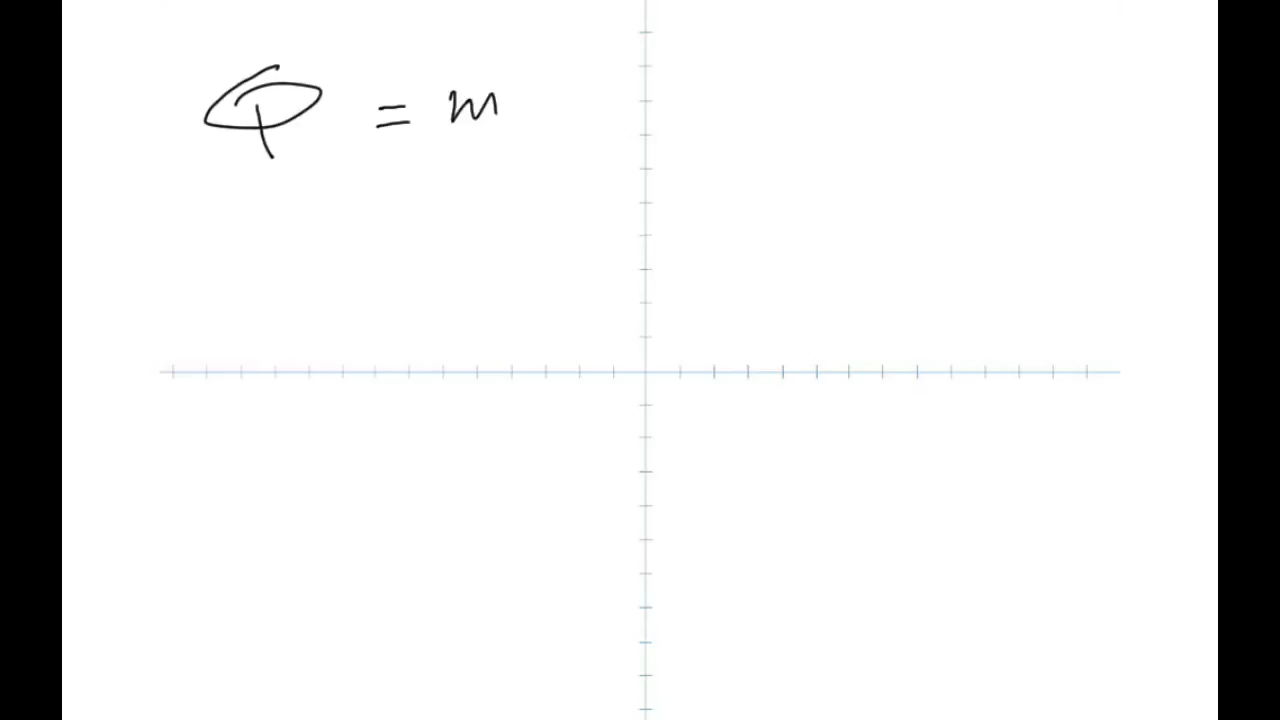 φ = m